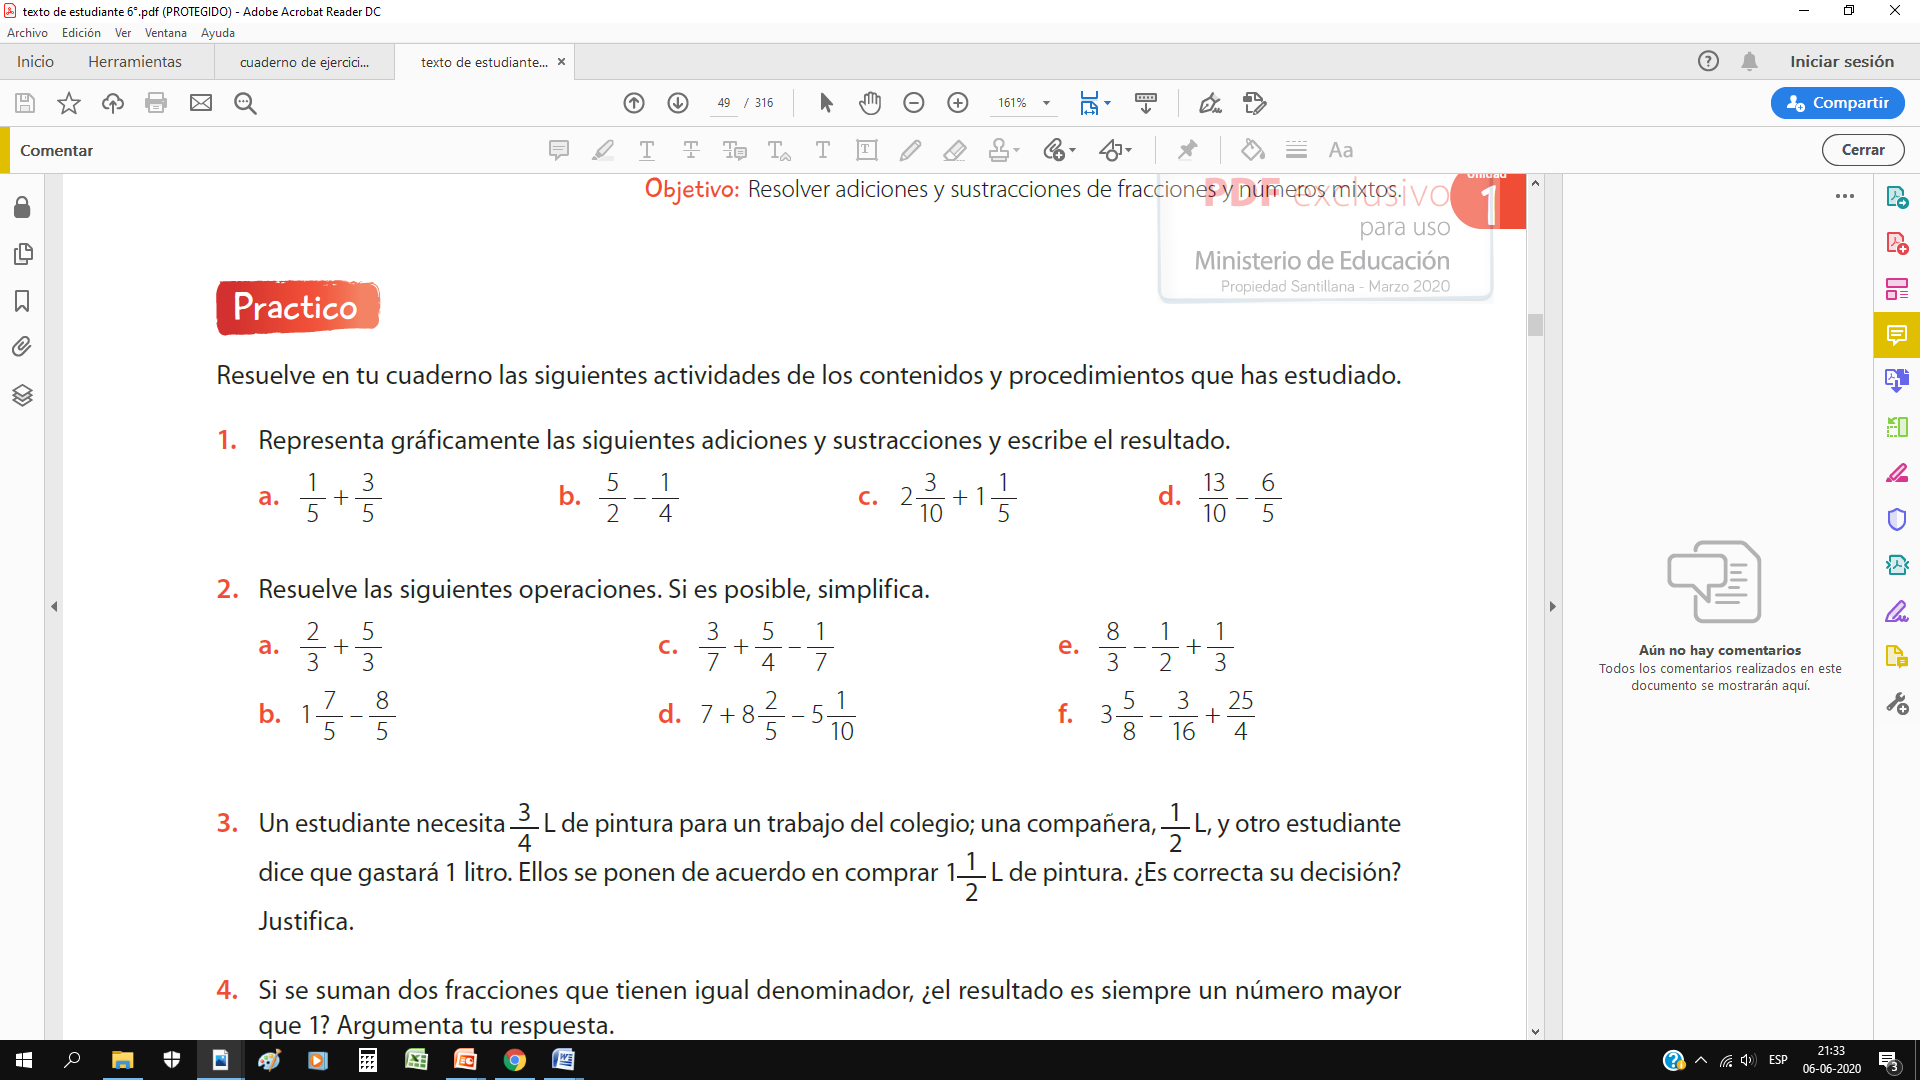 texto de estudiante 6°.pdf (PROTEGIDO) - Adobe Acrobat Reader DC
Archivo Edición Ver Ventana Ayuda
Inicio Herramientas cuaderno de ejercici... texto de estudiante... × Iniciar sesión
49 / 316 161% Compartir
Comentar Cerrar
Objetivo: Resolver adiciones y sustracciones de fracciones y números mixtos.
Unidad
1
PDF exclusivo
para uso
Ministerio de Educación
Propiedad Santillana - Marzo 2020
Practico
Resuelve en tu cuaderno las siguientes actividades de los contenidos y procedimientos que has estudiado.
1. Representa gráficamente las siguientes adiciones y sustracciones y escribe el resultado.
a. 1/5 + 3/5 b. 5/2 – 1/4 c. 2 3/10 + 1 1/5 d. 13/10 – 6/5
2. Resuelve las siguientes operaciones. Si es posible, simplifica.
a. 2/3 + 5/3 c. 3/7 + 5/4 – 1/7 e. 8/3 – 1/2 + 1/3
b. 1 7/5 – 8/5 d. 7 + 8 2/5 – 5 1/10 f. 3 5/8 – 3/16 + 25/4
3. Un estudiante necesita 3/4 L de pintura para un trabajo del colegio; una compañera, 1/2 L, y otro estudiante
dice que gastará 1 litro. Ellos se ponen de acuerdo en comprar 1 1/2 L de pintura. ¿Es correcta su decisión?
Justifica.
4. Si se suman dos fracciones que tienen igual denominador, ¿el resultado es siempre un número mayor
que 1? Argumenta tu respuesta.
Aún no hay comentarios
Todos los comentarios realizados en este
documento se mostrarán aquí.
ESP
21:33
06-06-2020
3